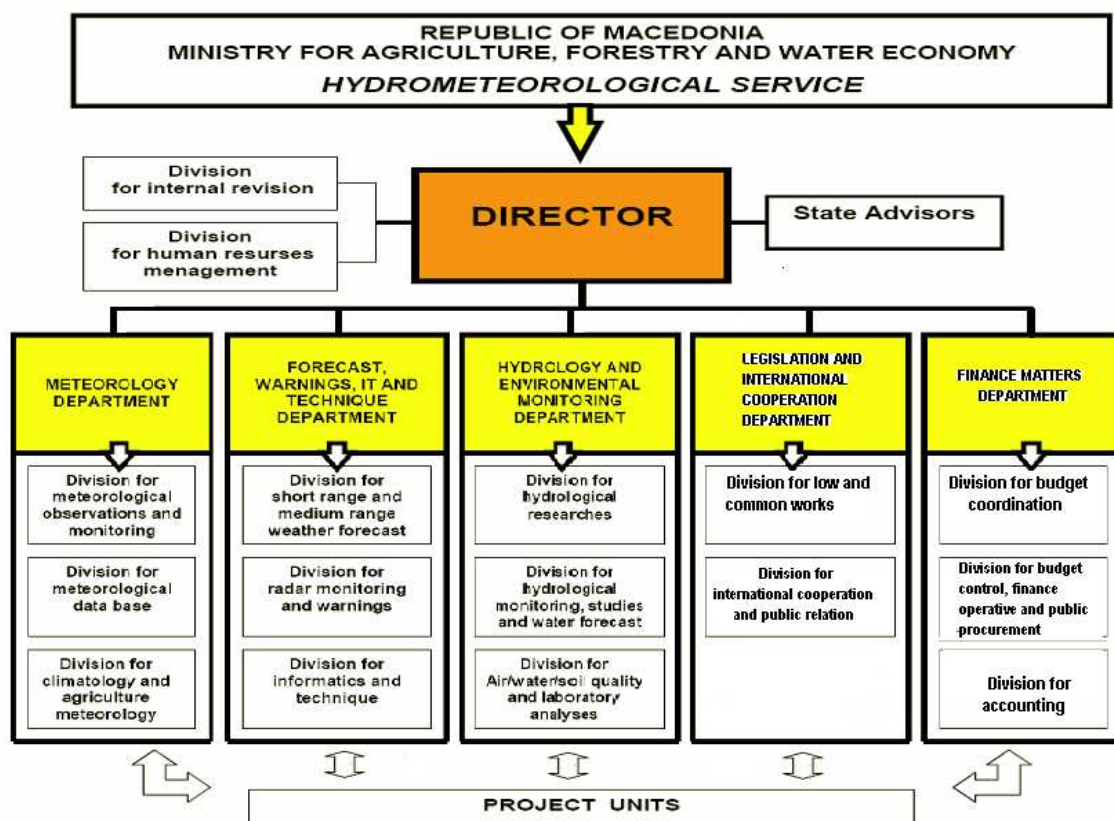 REPUBLIC OF MACEDONIA
MINISTRY FOR AGRICULTURE, FORESTRY AND WATER ECONOMY
HYDROMETEOROLOGICAL SERVICE
Division
for internal revision
DIRECTOR
State Advisors
Division
for human resurses
menagement
METEOROLOGY
DEPARTMENT
Division for
meteorological
observations and
monitoring
Division for
meteorological
data base
Division for
climatology and
agriculture
meteorology
FORECAST,
WARNINGS, IT AND
TECHNIQUE
DEPARTMENT
Division for
short range and
medium range
weather forecast
Division for
radar monitoring
and warnings
Division for
informatics and
technique
HYDRLOGY AND
ENVIRONMENTAL
MONITORING
DEPARTMENT
Division for
hydrological
researches
Division for
hydrological
monitoring, studies
and water forecast
Division for
Air/water/soil quality
and laboratory
analyses
LEGISLATION AND
INTERNATIONAL
COOPERATION
DEPARTMENT
Division for low and
common works
Division for
international cooperation
and public relation
FINANCE MATTERS
DEPARTMENT
Division for budget
coordination
Division for budget
control, finance
operative and public
-procurement
Division for
accounting
PROJECT UNITS